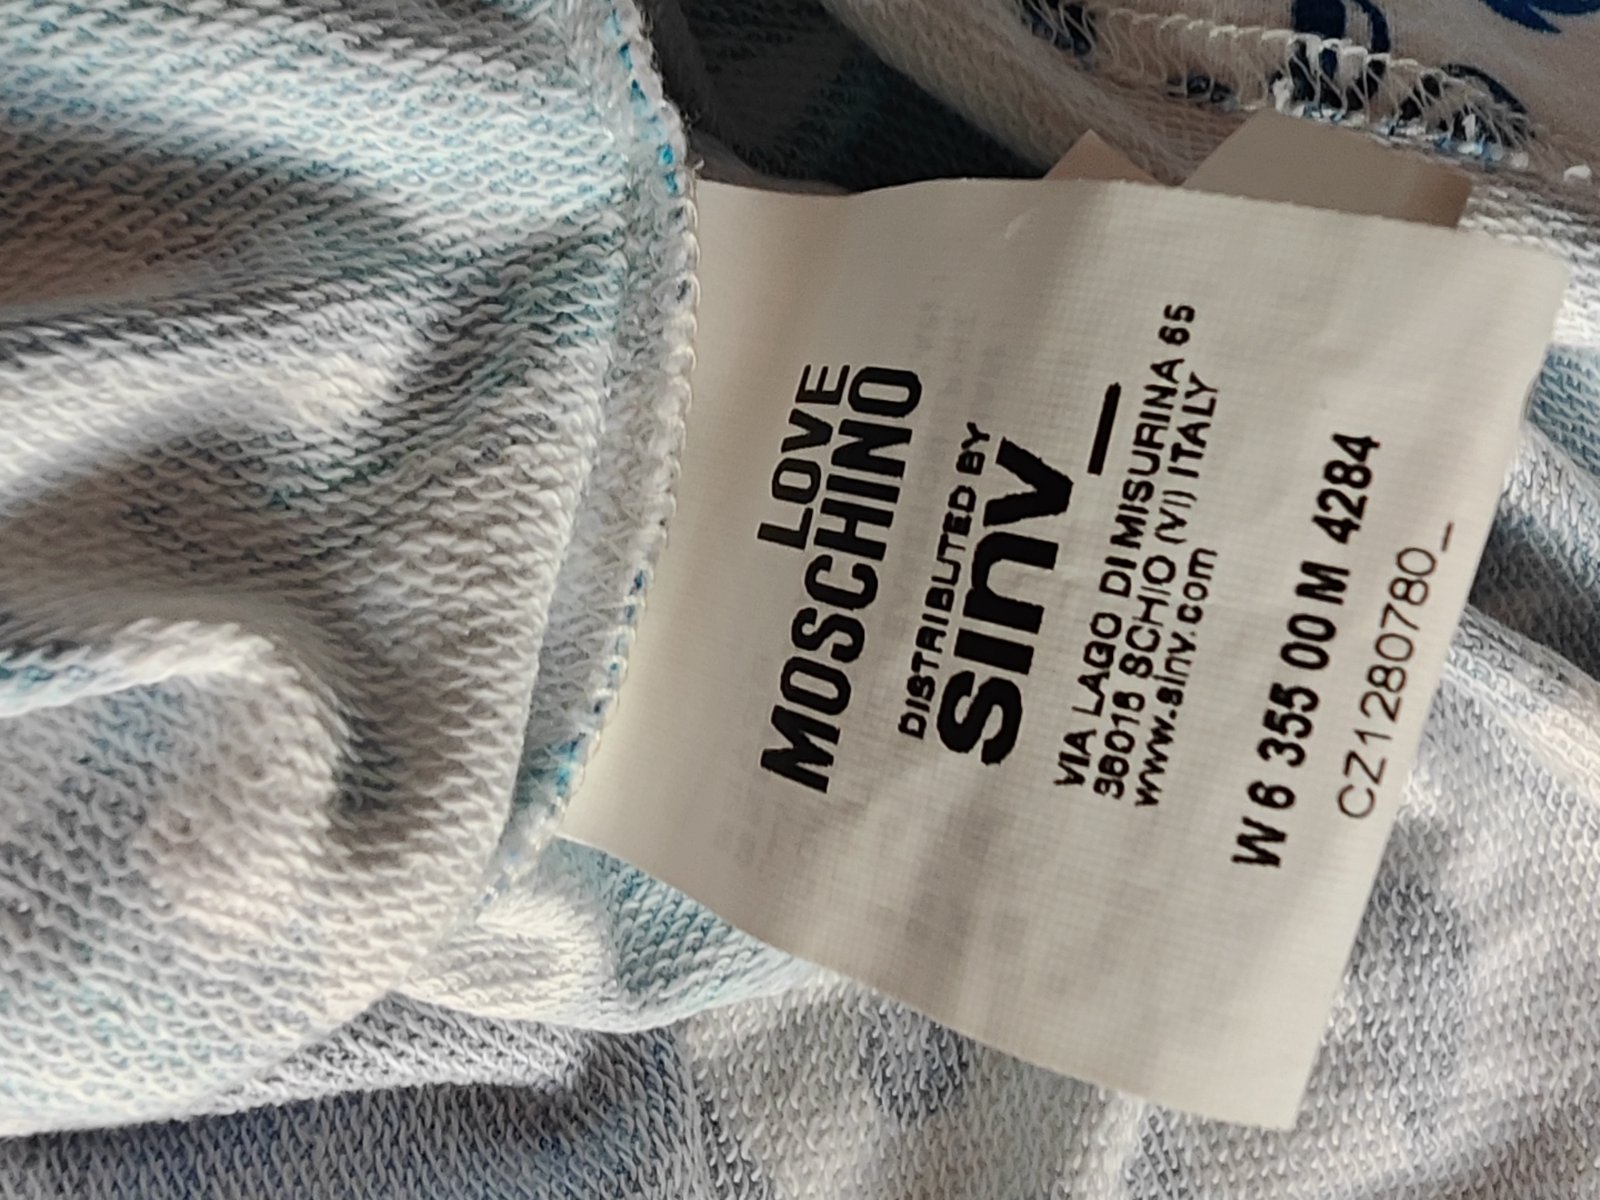 LOVE
MOSCHINO
DISTRIBUTED BY
sinv_
VIA LAGO DI MISURINA 65
36016 SCHIO (VI) ITALY
www.sinv.com
W 6 355 00 M 4284
CZ1280780_